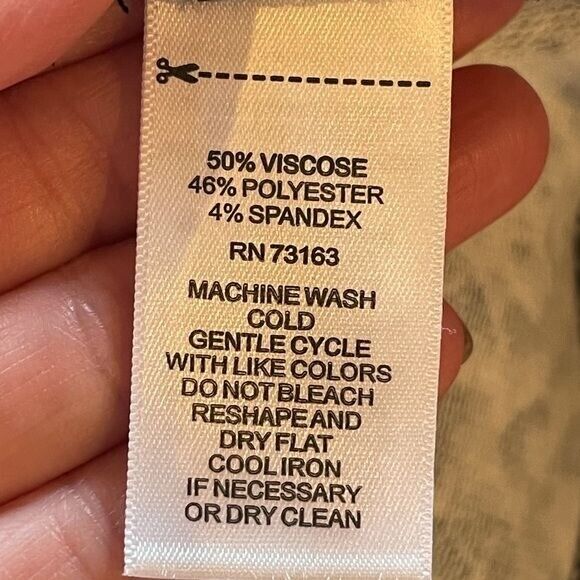 50% VISCOSE
46% POLYESTER
4% SPANDEX
RN 73163
MACHINE WASH
COLD
GENTLE CYCLE
WITH LIKE COLORS
DO NOT BLEACH
RESHAPE AND
DRY FLAT
COOL IRON
IF NECESSARY
OR DRY CLEAN